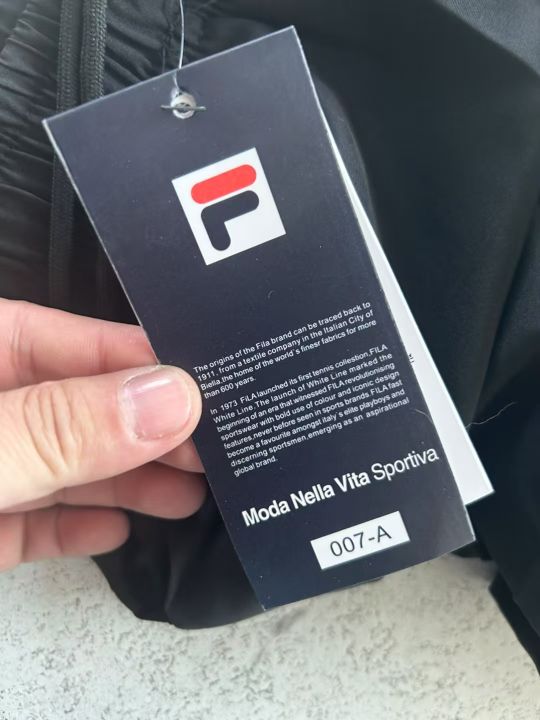 F
The origins of the Fila brand can be traced back to
1911, from a textile company in the Italian City of
Biella,the home of the world's finesr fabrics for more
than 600 years.
In 1973 FILAlaunched its first,tennis collestion.FILA
White Line The launch of White Line marked the
beginning of an era that witnessed FILA revolutionising
sportswear with bold use of colour and iconic design
features,never before seen in sports brands.FILA fast
become a favourite amongst Italy's elite playboys and
discerning sportsmen,emerging as an aspirational
global brand.
Moda Nella Vita Sportiva
007-A